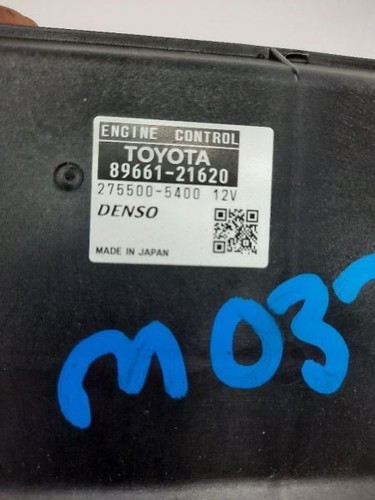 ENGINE CONTROL
TOYOTA
89661-21620
275500-5400 12V
DENSO
MADE IN JAPAN
M03